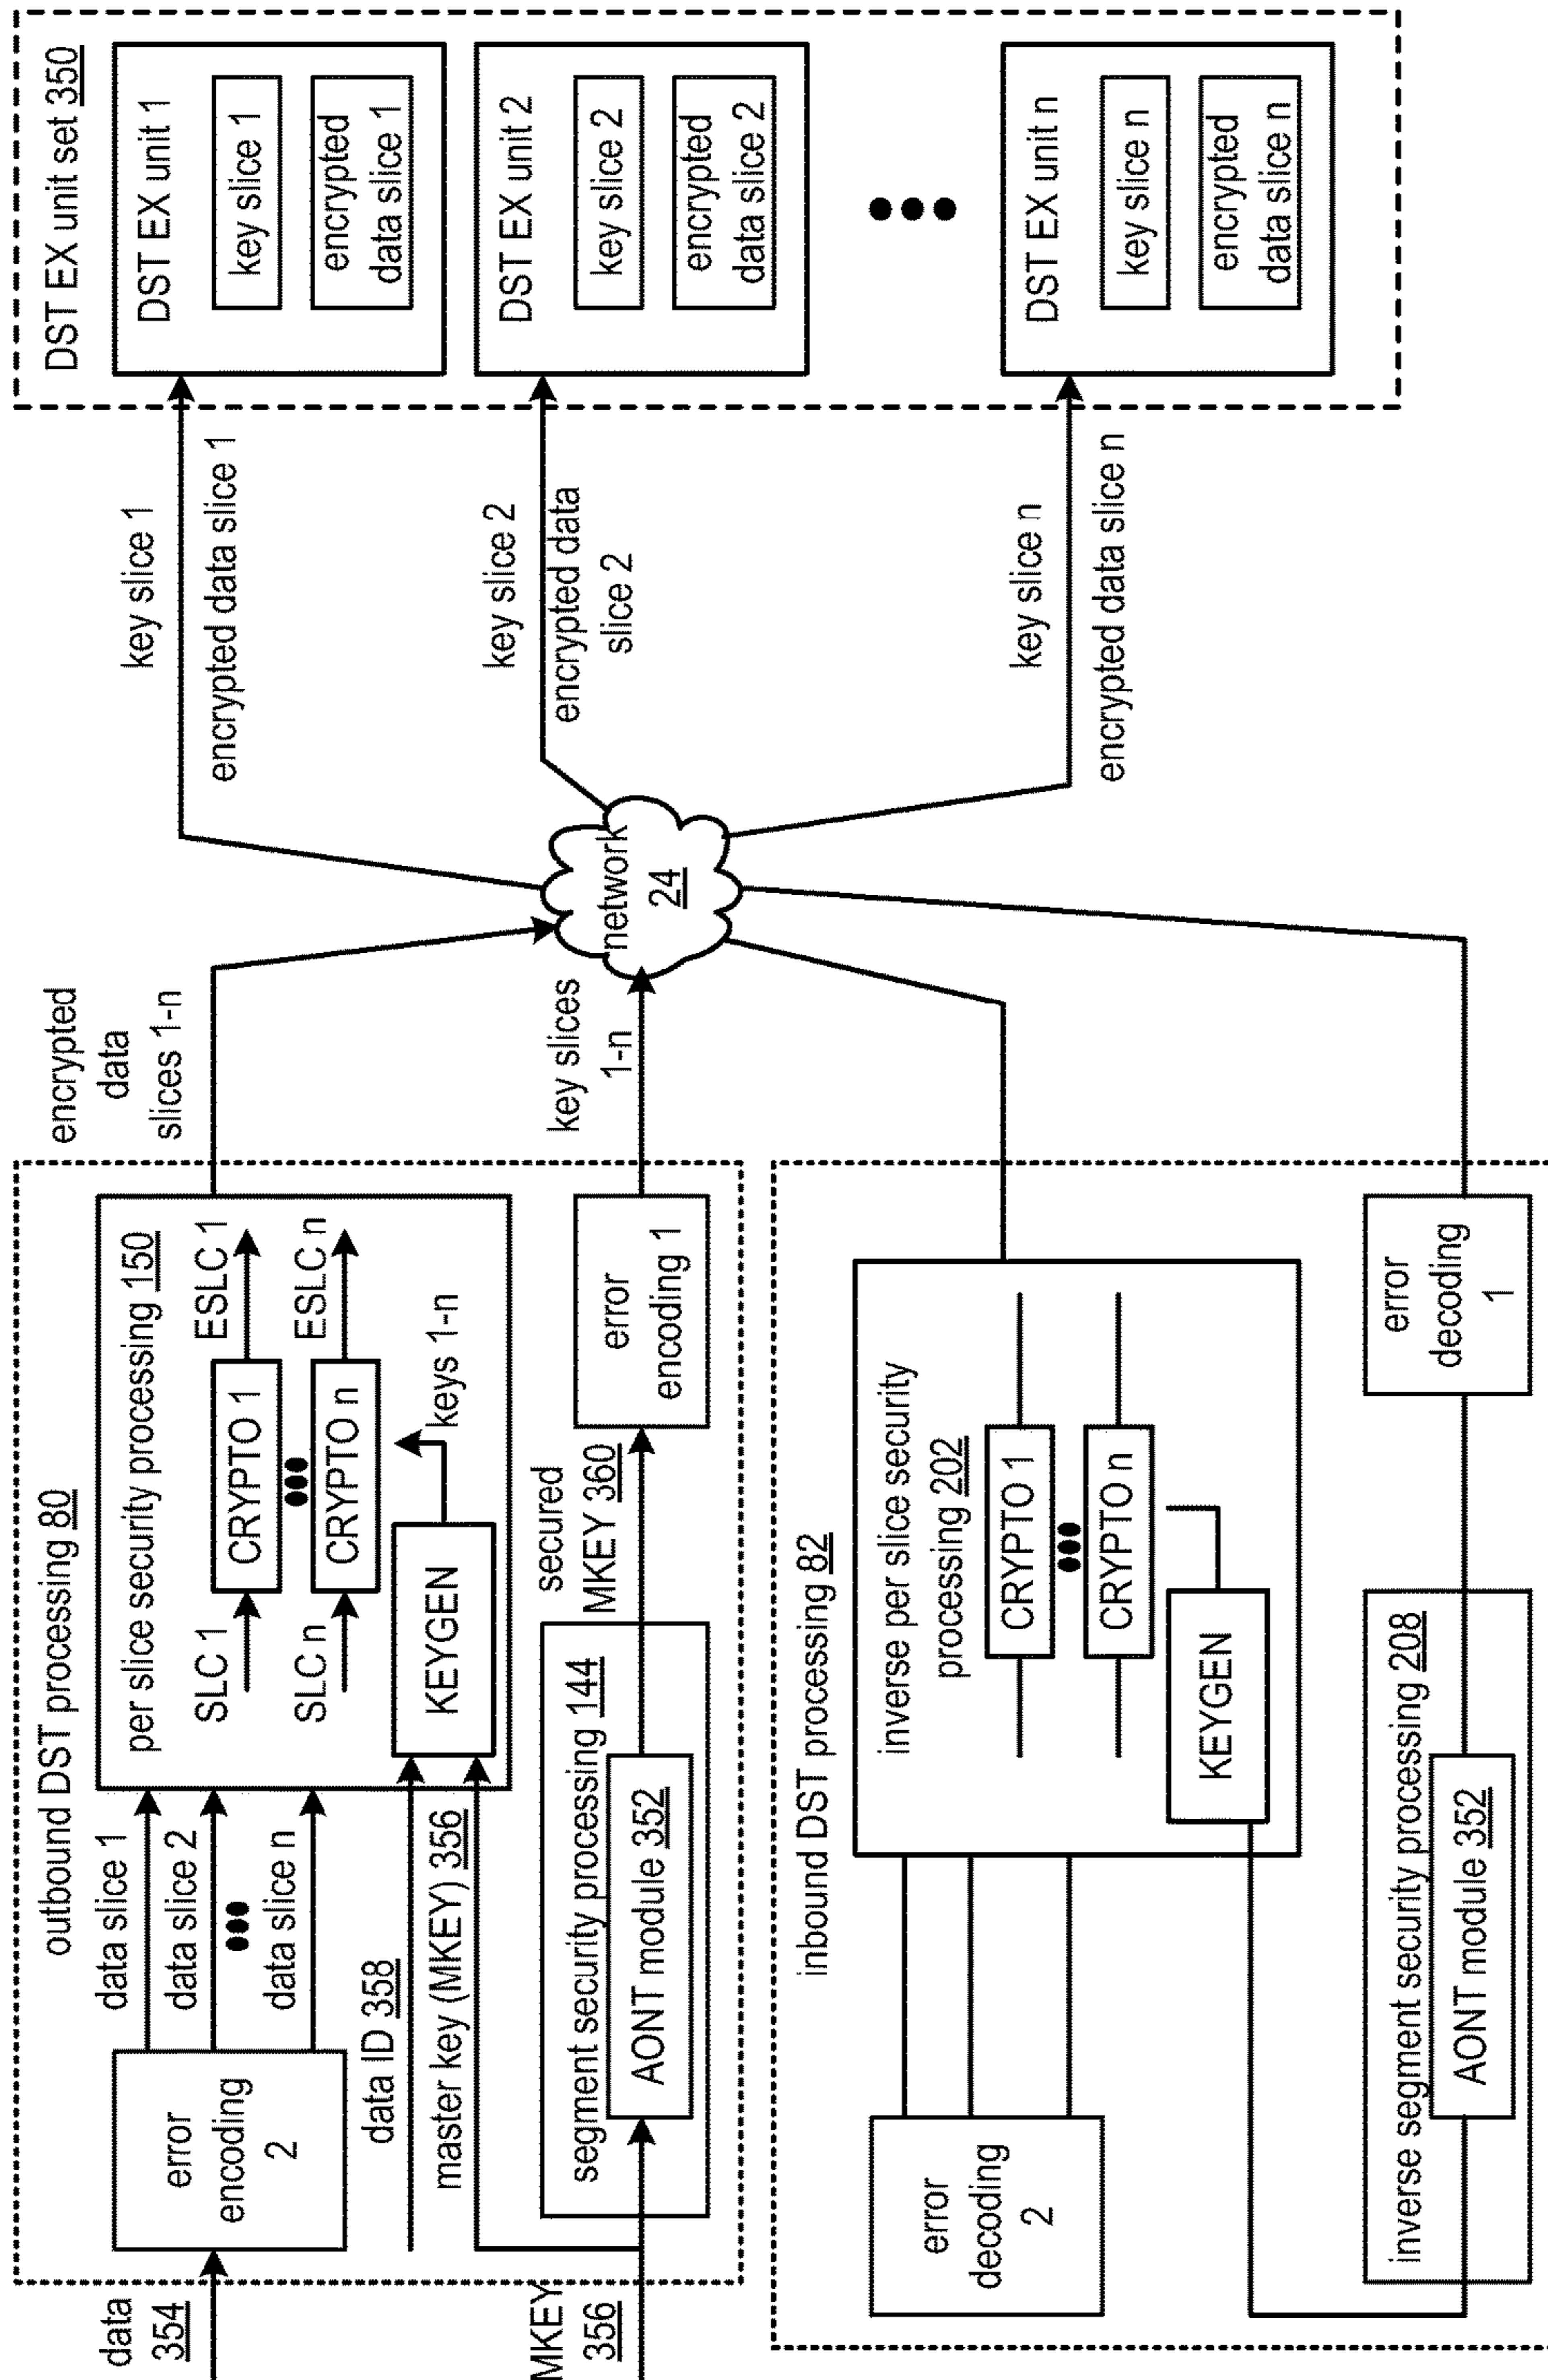 outbound DST processing 80
data
354
error
encoding
2
data slice 1
data slice 2
data slice n
data ID 358
master key (MKEY) 356
per slice security processing 150
SLC 1
CRYPTO 1
ESLC 1
SLC n
CRYPTO n
ESLC n
KEYGEN
keys 1-n
encrypted
data
slices 1-n
MKEY
356
segment security processing 144
AONT module 352
secured
MKEY 360
error
encoding 1
key slices
1-n
network
24
key slice 1
encrypted data slice 1
key slice 2
encrypted data
slice 2
key slice n
encrypted data slice n
DST EX unit set 350
DST EX unit 1
key slice 1
encrypted
data slice 1
DST EX unit 2
key slice 2
encrypted
data slice 2
DST EX unit n
key slice n
encrypted
data slice n
inbound DST processing 82
error
decoding
2
inverse per slice security
processing 202
CRYPTO 1
CRYPTO n
KEYGEN
inverse segment security processing 208
AONT module 352
error
decoding
1